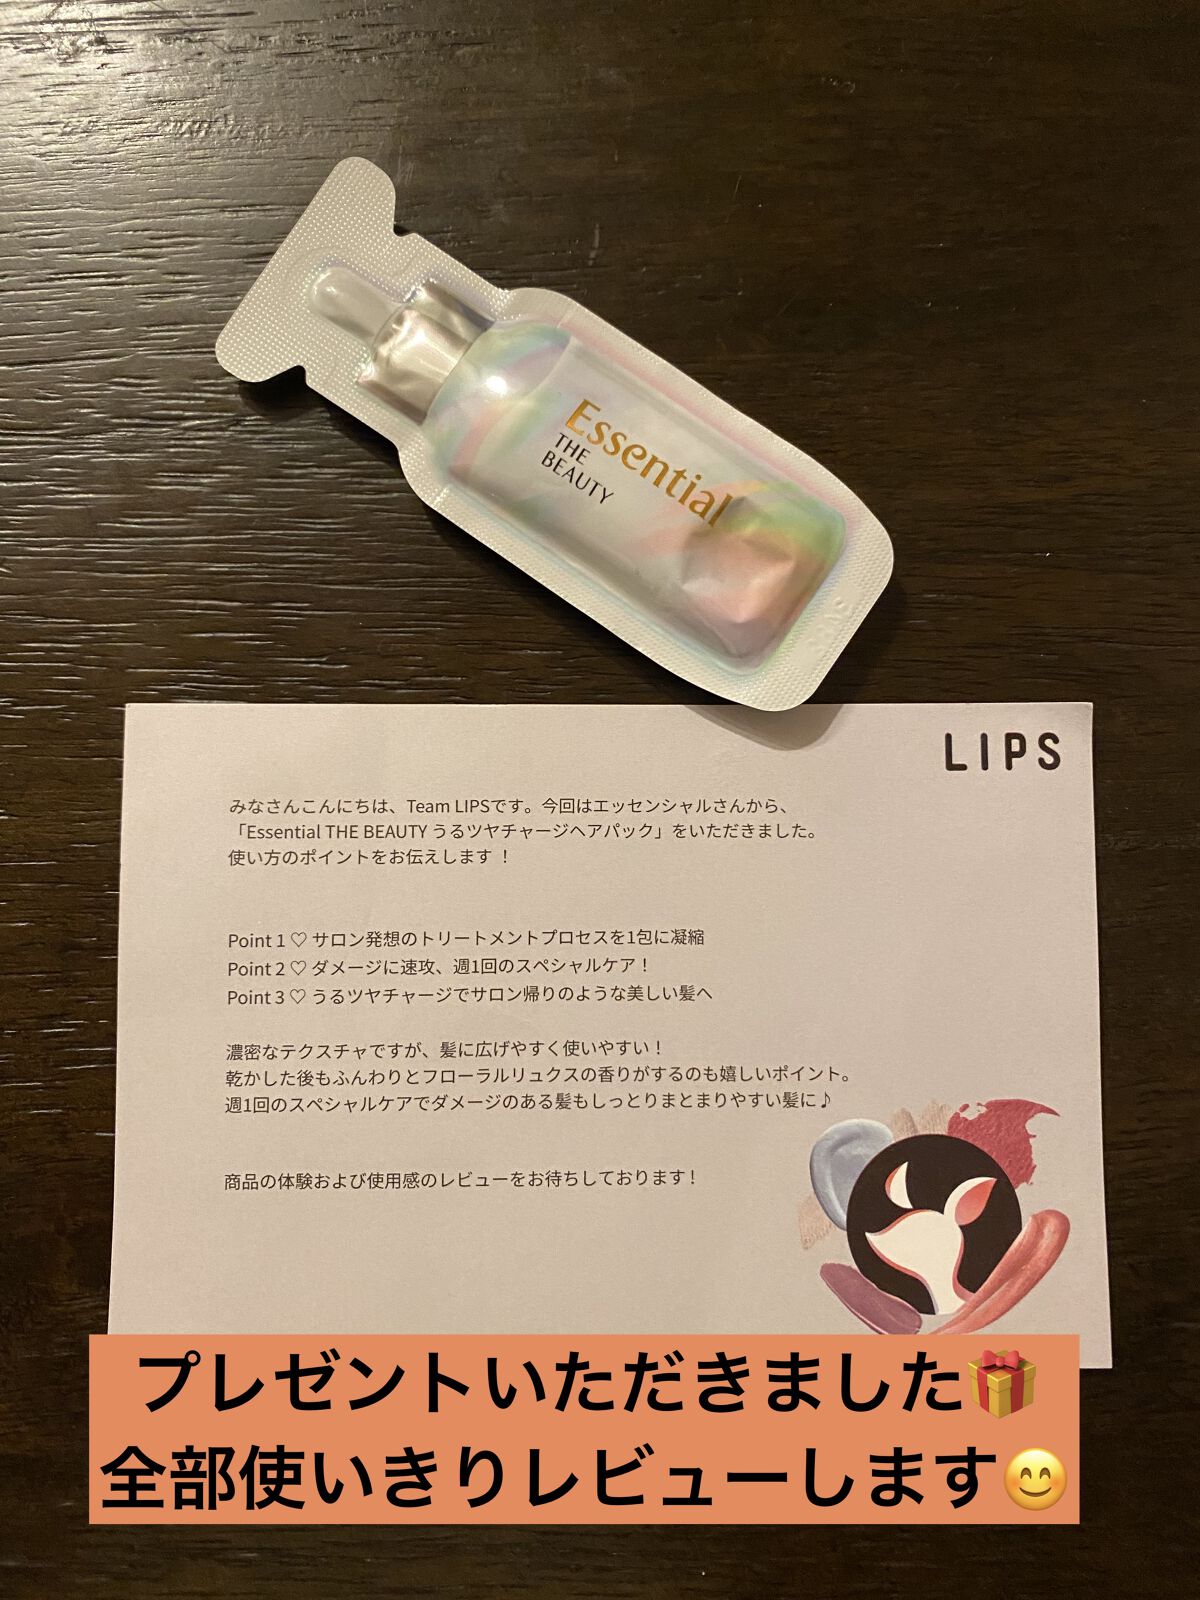 Essential
THE
BEAUTY
LIPS
みなさんこんにちは、Team LIPSです。今回はエッセンシャルさんから、
「Essential THE BEAUTY うるツヤチャージヘアパック」をいただきました。
使い方のポイントをお伝えします！
Point 1 ♡ サロン発想のトリートメントプロセスを1包に凝縮
Point 2 ♡ ダメージに速攻、週1回のスペシャルケア！
Point 3 ♡ うるツヤチャージでサロン帰りのような美しい髪へ
濃密なテクスチャですが、髪に広げやすく使いやすい！
乾かした後もふんわりとフローラルリュクスの香りがするのも嬉しいポイント。
週1回のスペシャルケアでダメージのある髪もしっとりまとまりやすい髪に♪
商品の体験および使用感のレビューをお待ちしております！
プレゼントいただきました🎁
全部使いきりレビューします😊